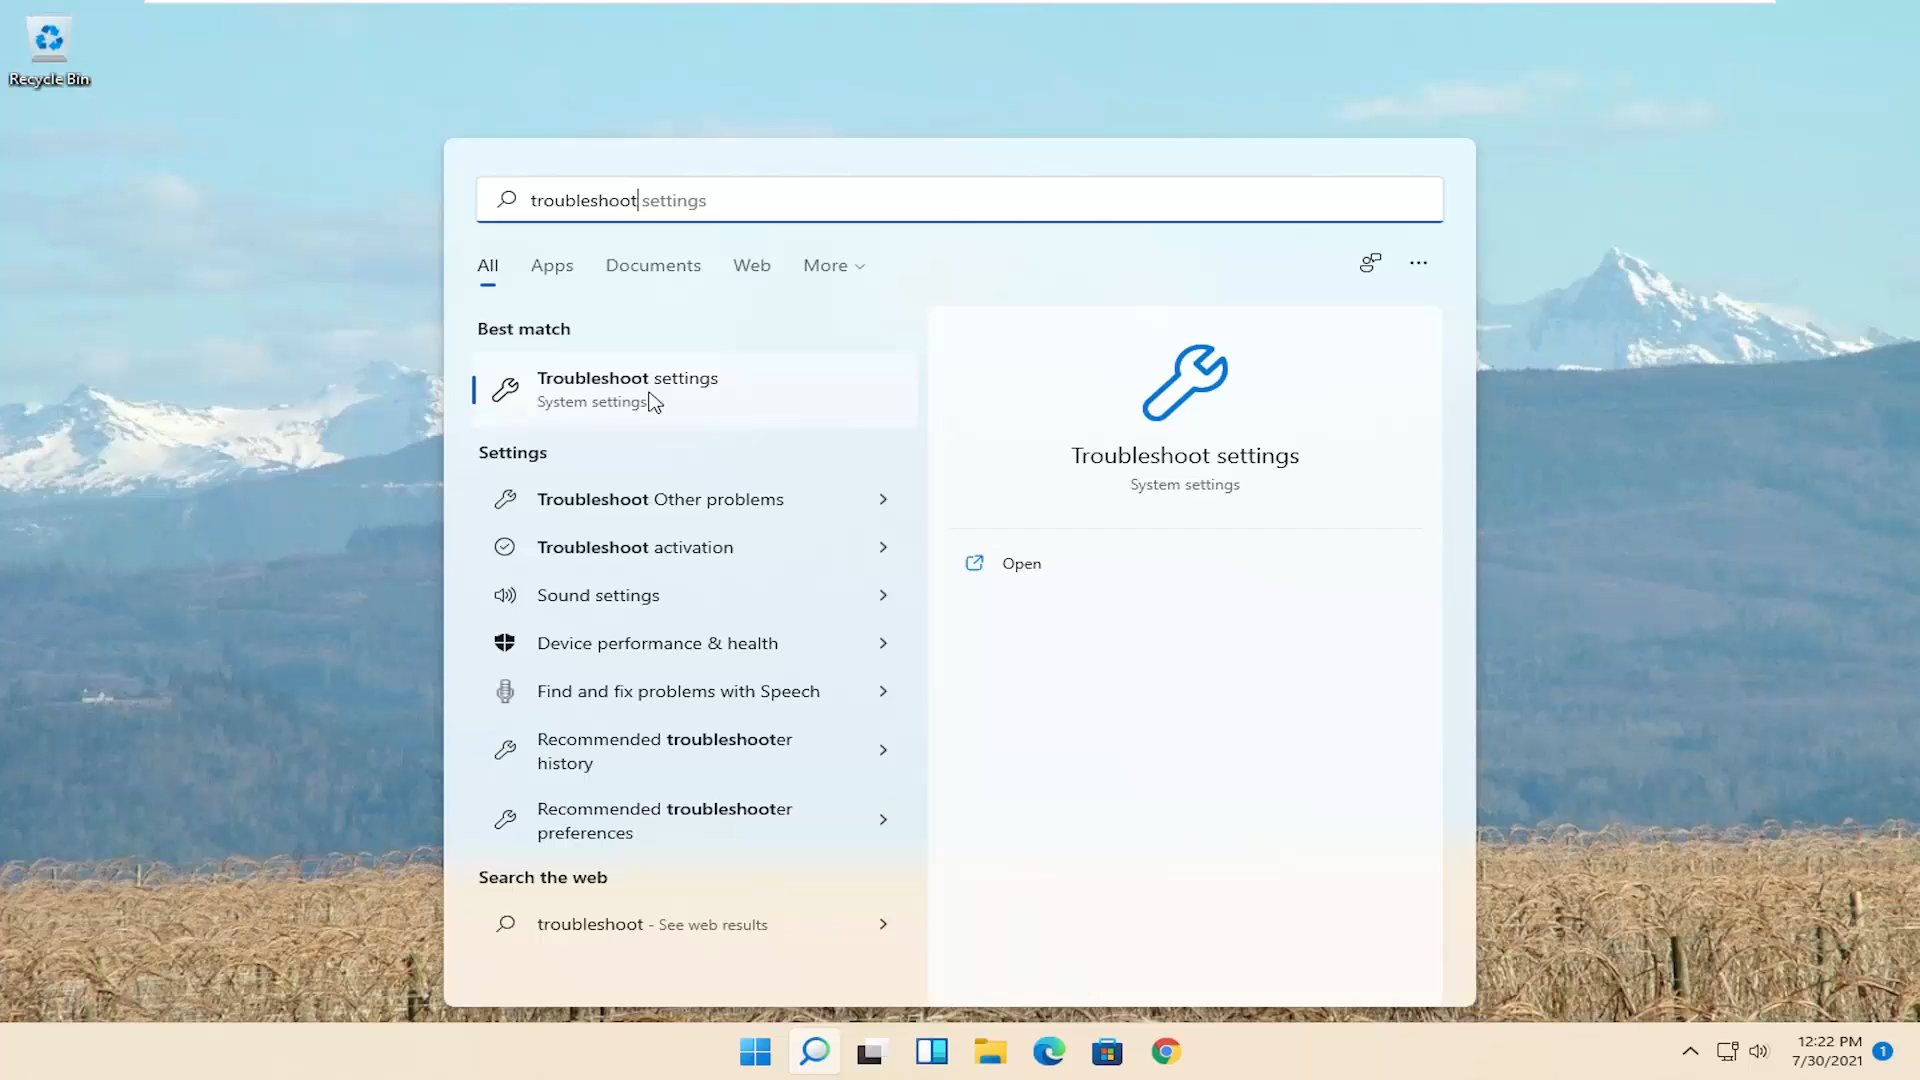 Recycle Bin
troubleshoot settings
All Apps Documents Web More
Best match
Troubleshoot settings
System settings
Settings
Troubleshoot Other problems
Troubleshoot activation
Sound settings
Device performance & health
Find and fix problems with Speech
Recommended troubleshooter
history
Recommended troubleshooter
preferences
Search the web
troubleshoot - See web results
Troubleshoot settings
System settings
Open
12:22 PM
7/30/2021
1